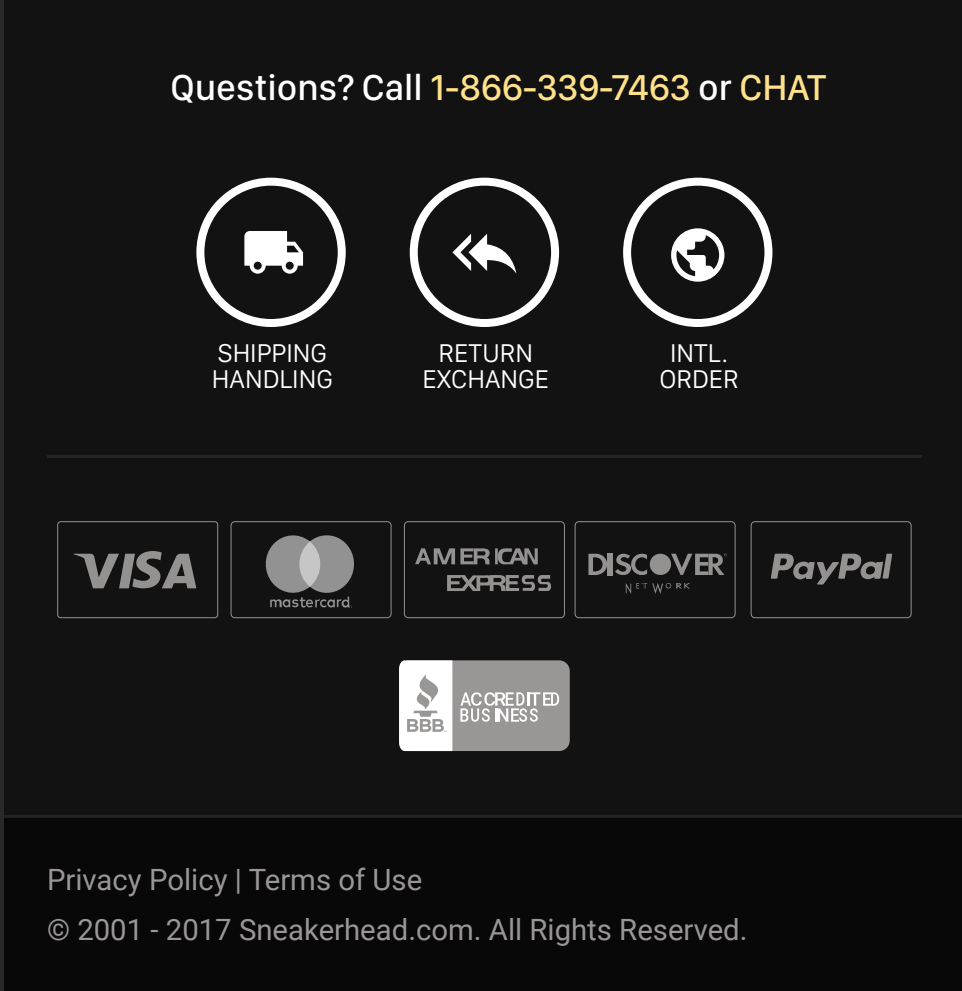 Questions? Call 1-866-339-7463 or CHAT
SHIPPING
HANDLING
RETURN
EXCHANGE
INTL.
ORDER
VISA
mastercard.
AMERICAN
EXPRESS
DISCOVER
NETWORK
PayPal
BBB
ACCREDITED
BUSINESS
Privacy Policy | Terms of Use
© 2001 - 2017 Sneakerhead.com. All Rights Reserved.